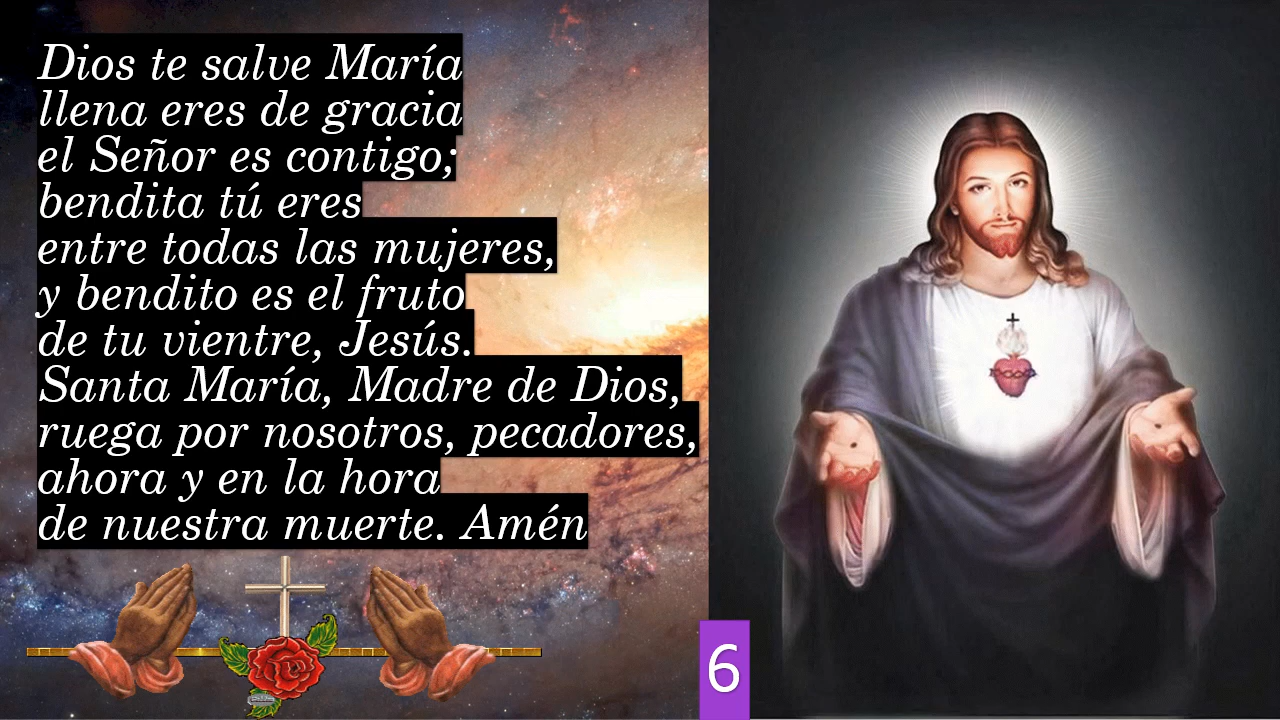 Dios te salve María
llena eres de gracia
el Señor es contigo;
bendita tú eres
entre todas las mujeres,
y bendito es el fruto
de tu vientre, Jesús.
Santa María, Madre de Dios,
ruega por nosotros, pecadores,
ahora y en la hora
de nuestra muerte. Amén
6